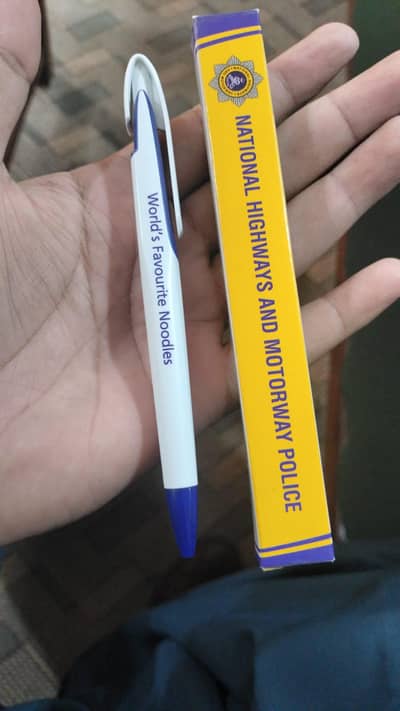 World's Favourite Noodles
NATIONAL HIGHWAYS AND MOTORWAY POLICE